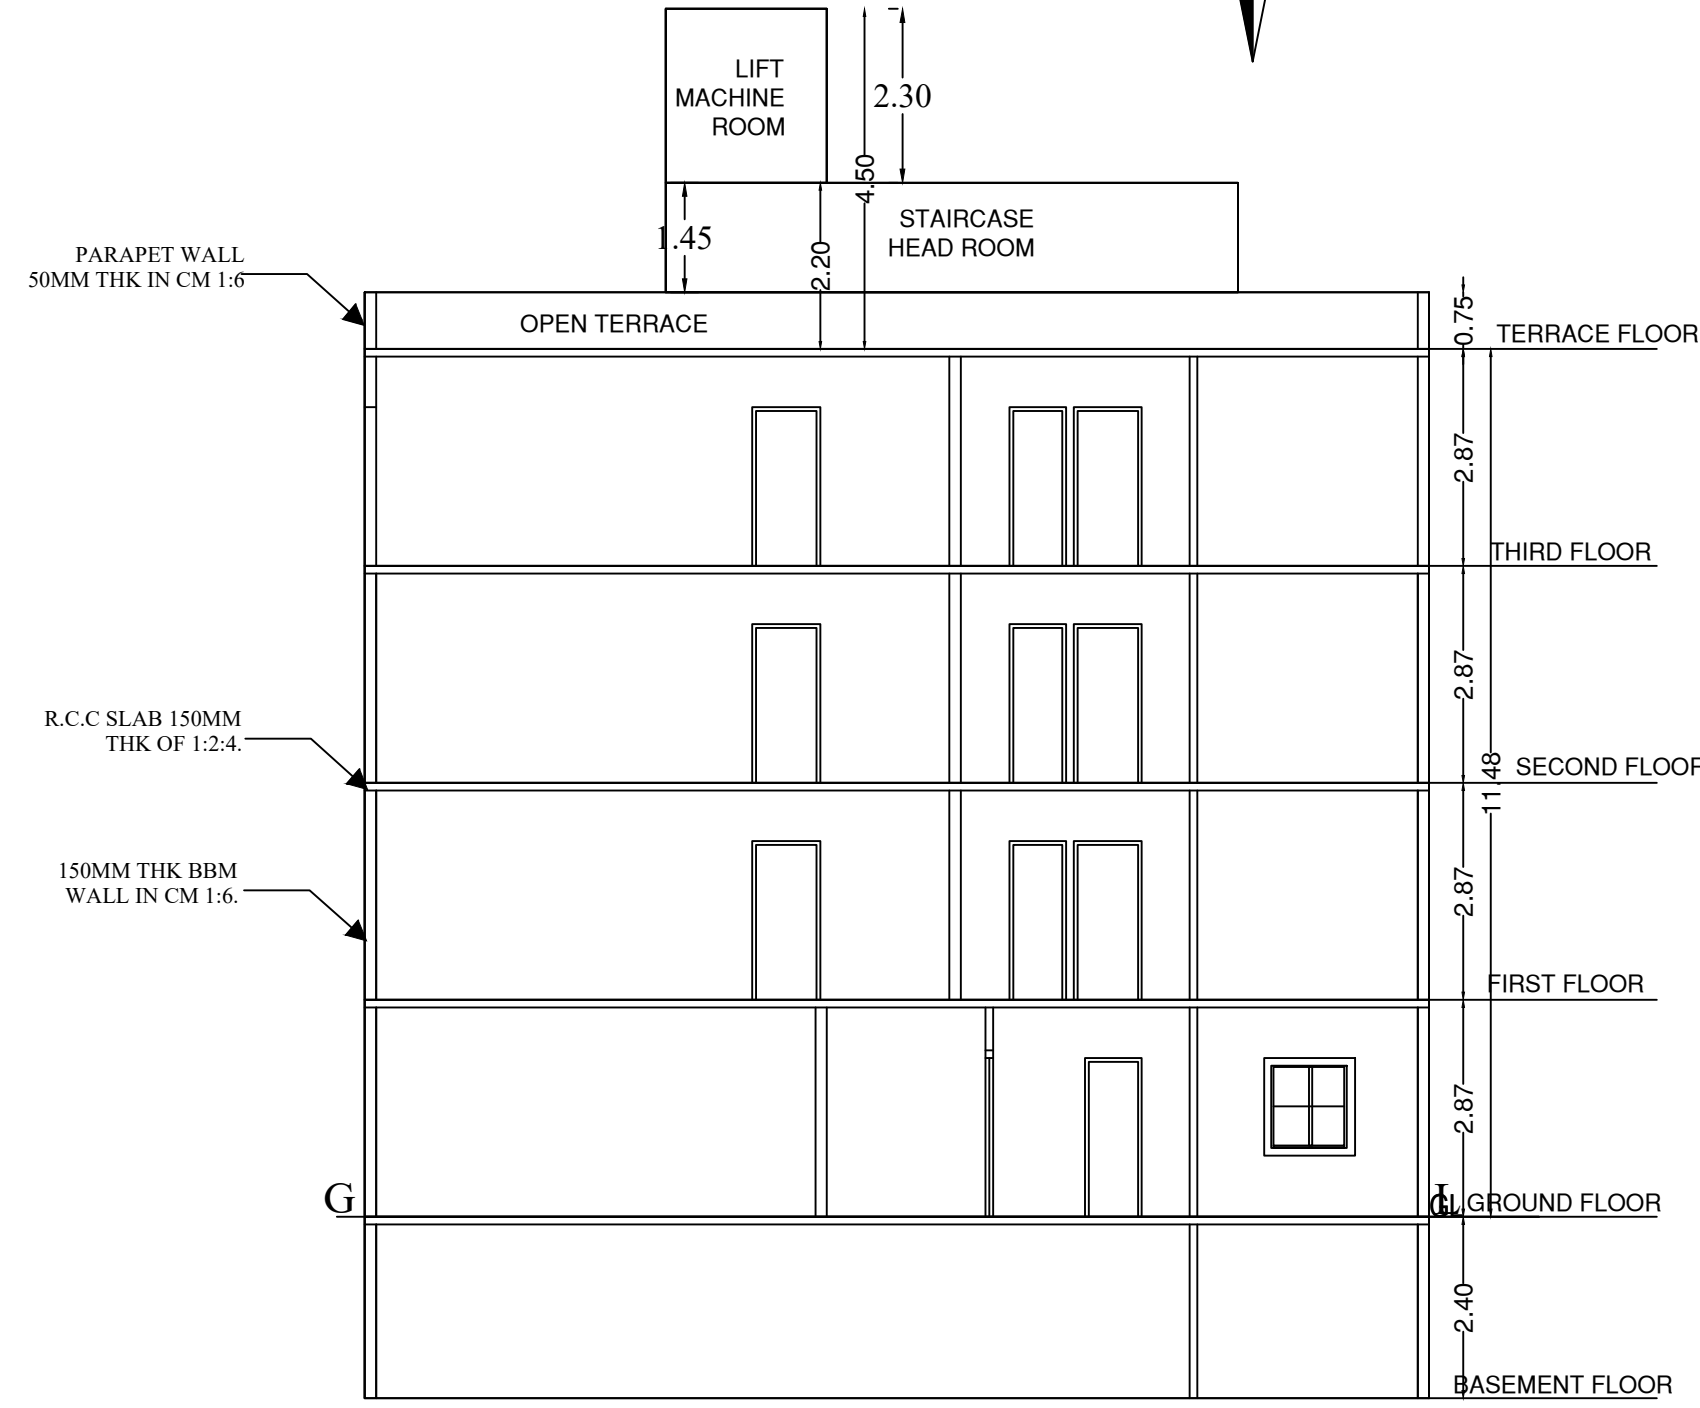 LIFT
MACHINE
ROOM
2.30
4.50
1.45
2.20
STAIRCASE
HEAD ROOM
PARAPET WALL
50MM THK IN CM 1:6
OPEN TERRACE
0.75
TERRACE FLOOR
2.87
THIRD FLOOR
2.87
R.C.C SLAB 150MM
THK OF 1:2:4.
11.48
SECOND FLOOR
150MM THK BBM
WALL IN CM 1:6.
2.87
FIRST FLOOR
2.87
G
L
GL
GROUND FLOOR
2.40
BASEMENT FLOOR